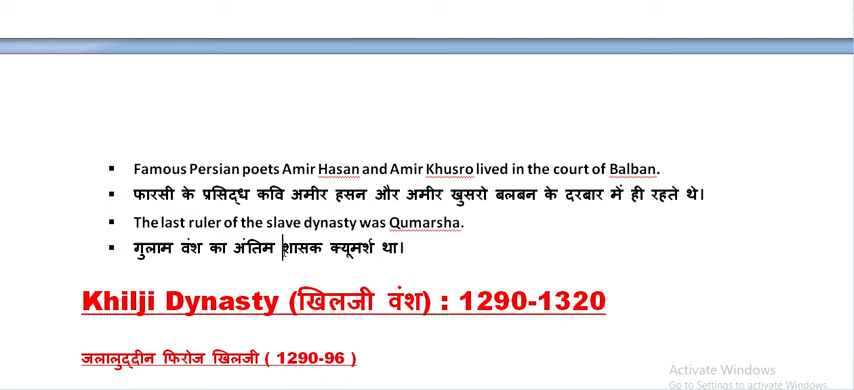 ▪ Famous Persian poets Amir Hasan and Amir Khusro lived in the court of Balban.
▪ फारसी के प्रसिद्ध कवि अमीर हसन और अमीर खुसरो बलबन के दरबार में ही रहते थे।
▪ The last ruler of the slave dynasty was Qumarsha.
▪ गुलाम वंश का अंतिम शासक क्यूमर्श था।
Khilji Dynasty (खिलजी वंश) : 1290-1320
जलालुद्दीन फिरोज खिलजी ( 1290-96 )
Activate Windows
Go to Settings to activate Windows.